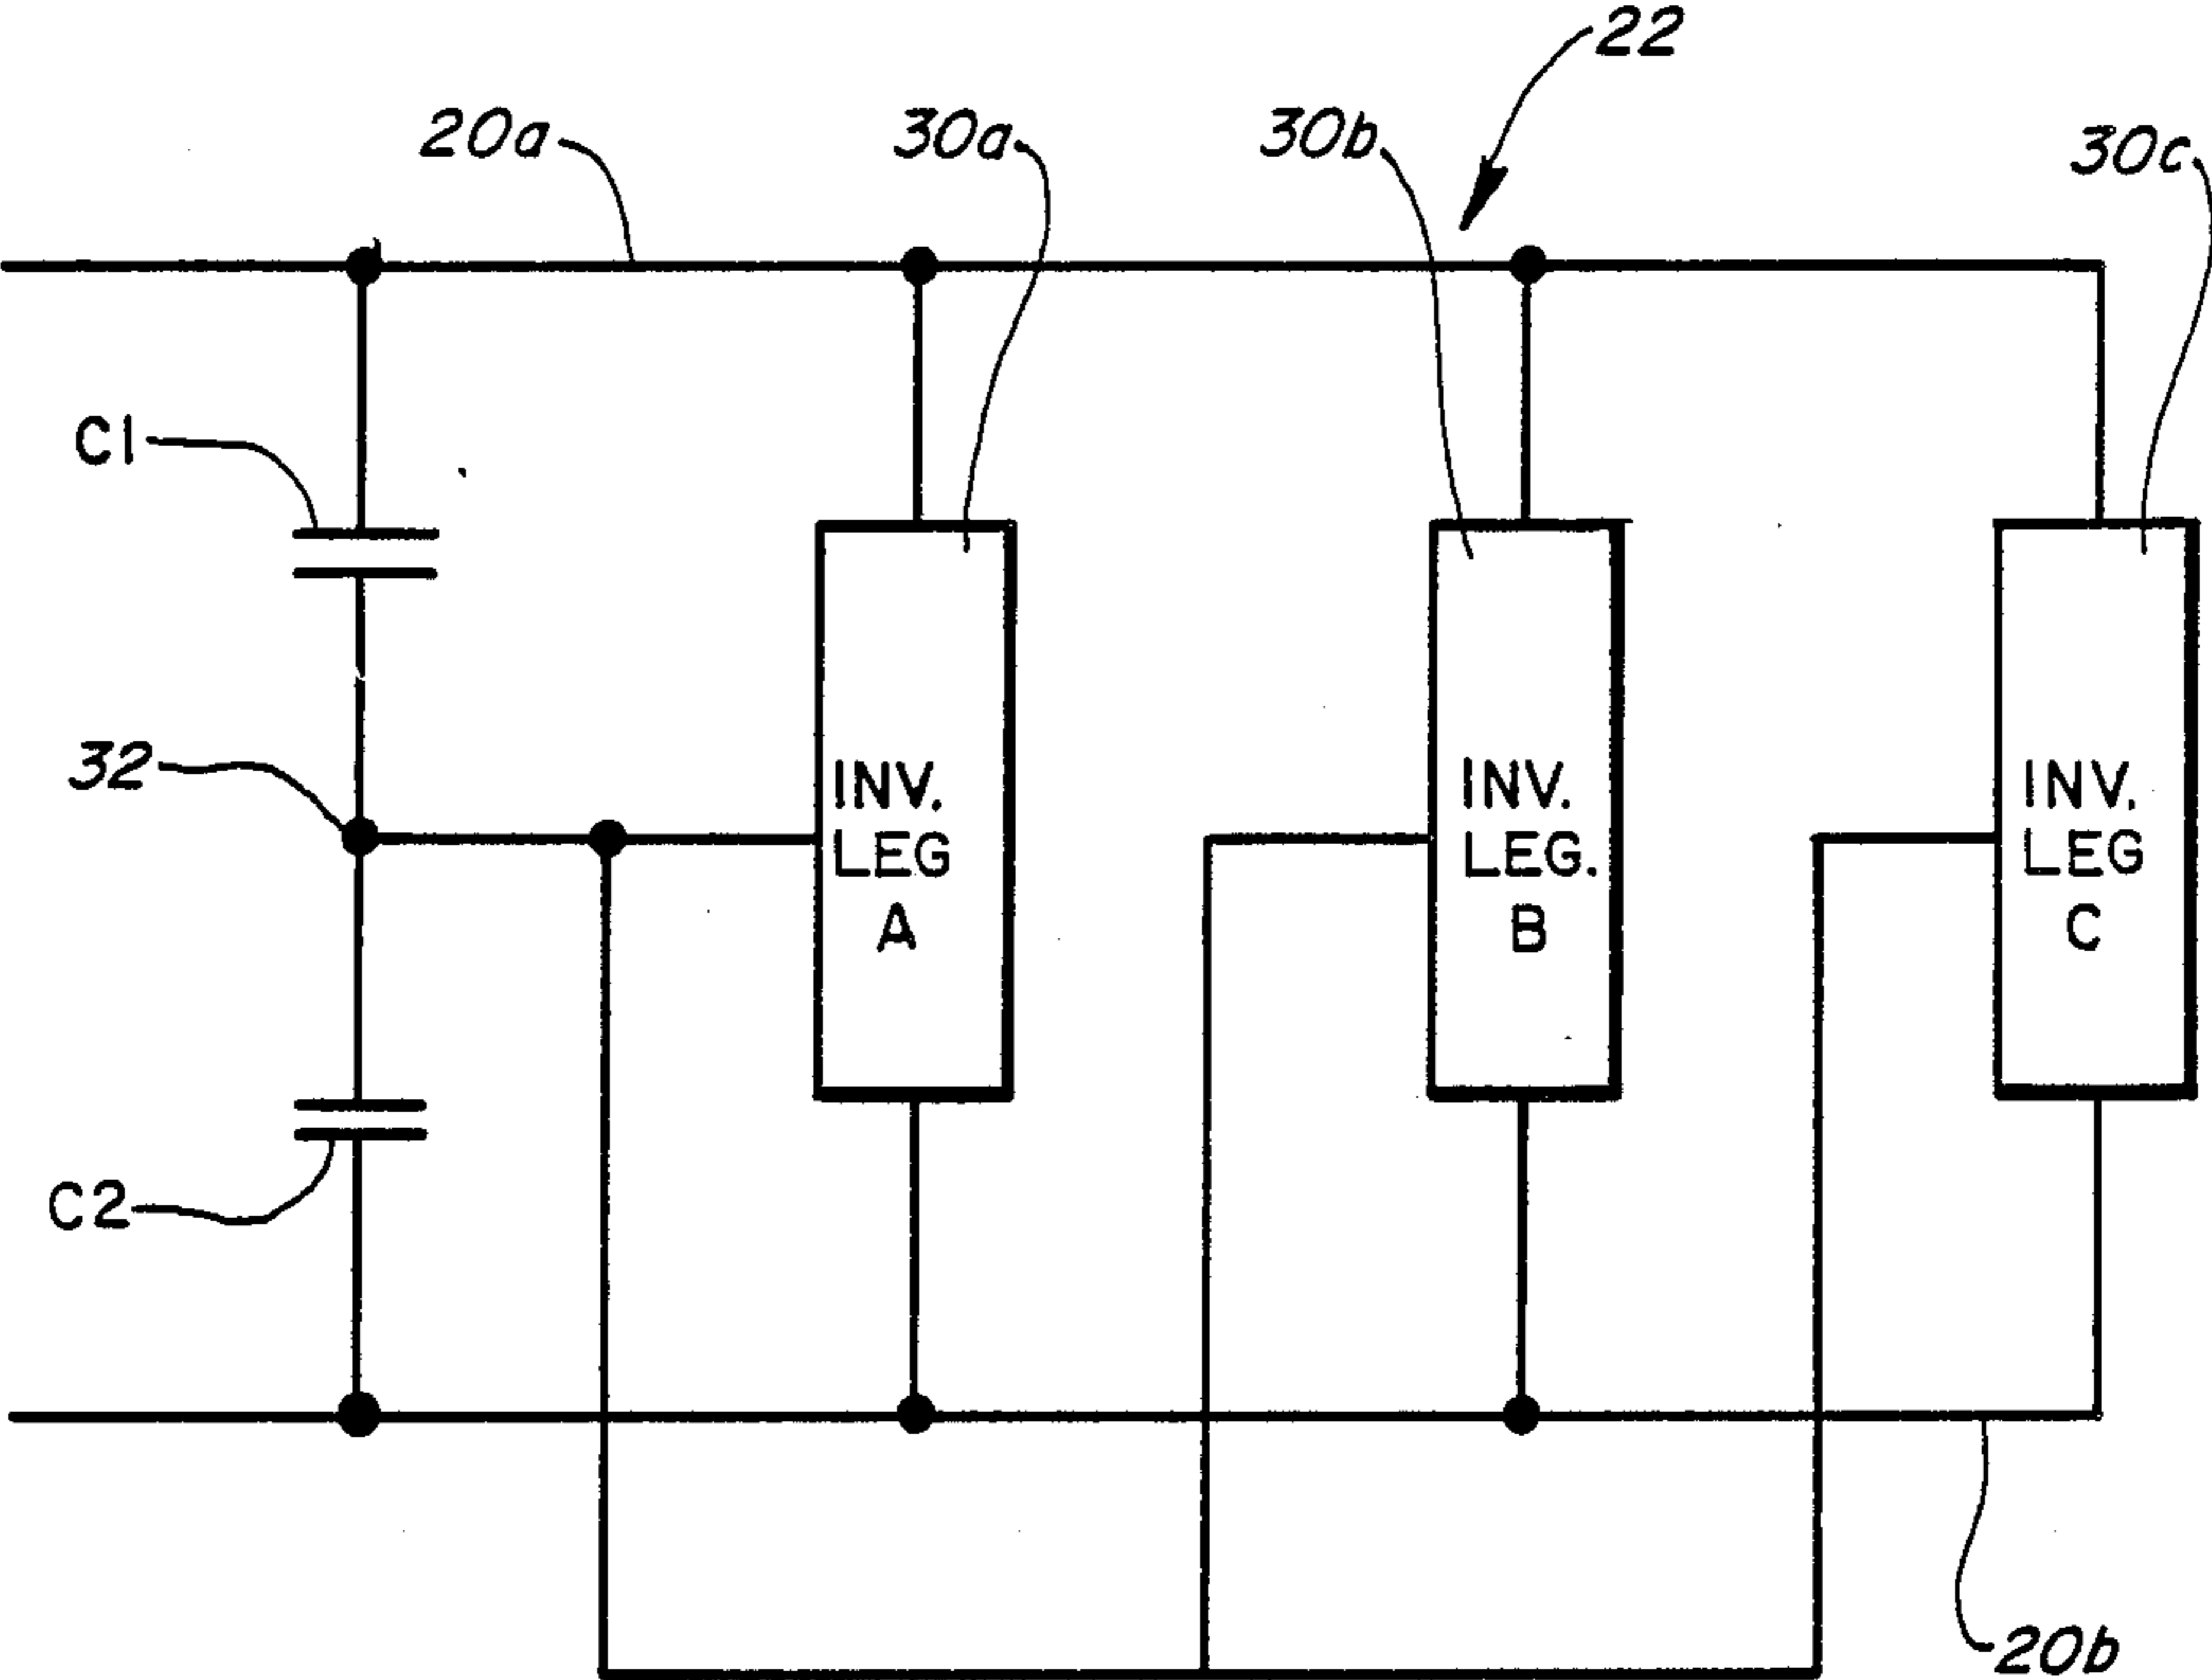 22
20a
30a
30b
30c
C1
32
INV.
LEG
A
INV.
LEG.
B
INV.
LEG
C
C2
20b